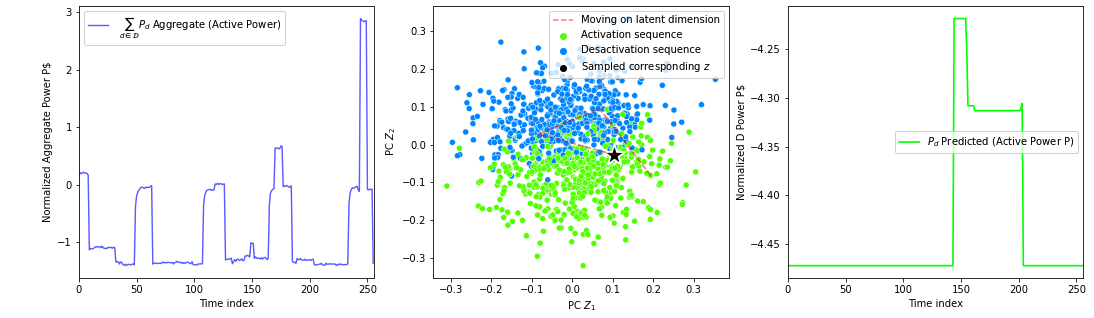 3
2
1
0
−1
0
50
100
150
200
250
Time index
Normalized Aggregate Power P$
∑ P_d Aggregate (Active Power)
d ∈ 𝒟
0.3
0.2
0.1
0.0
−0.1
−0.2
−0.3
−0.3
−0.2
−0.1
0.0
0.1
0.2
0.3
PC Z_1
PC Z_2
Moving on latent dimension
Activation sequence
Desactivation sequence
Sampled corresponding z
−4.25
−4.30
−4.35
−4.40
−4.45
0
50
100
150
200
250
Time index
Normalized D Power P$
P_d Predicted (Active Power P)